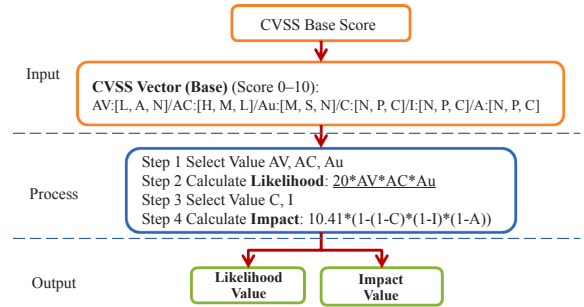 CVSS Base Score
Input
CVSS Vector (Base) (Score 0–10):
AV:[L, A, N]/AC:[H, M, L]/Au:[M, S, N]/C:[N, P, C]/I:[N, P, C]/A:[N, P, C]
Process
Step 1 Select Value AV, AC, Au
Step 2 Calculate Likelihood: 20*AV*AC*Au
Step 3 Select Value C, I
Step 4 Calculate Impact: 10.41*(1-(1-C)*(1-I)*(1-A))
Output
Likelihood
Value
Impact
Value